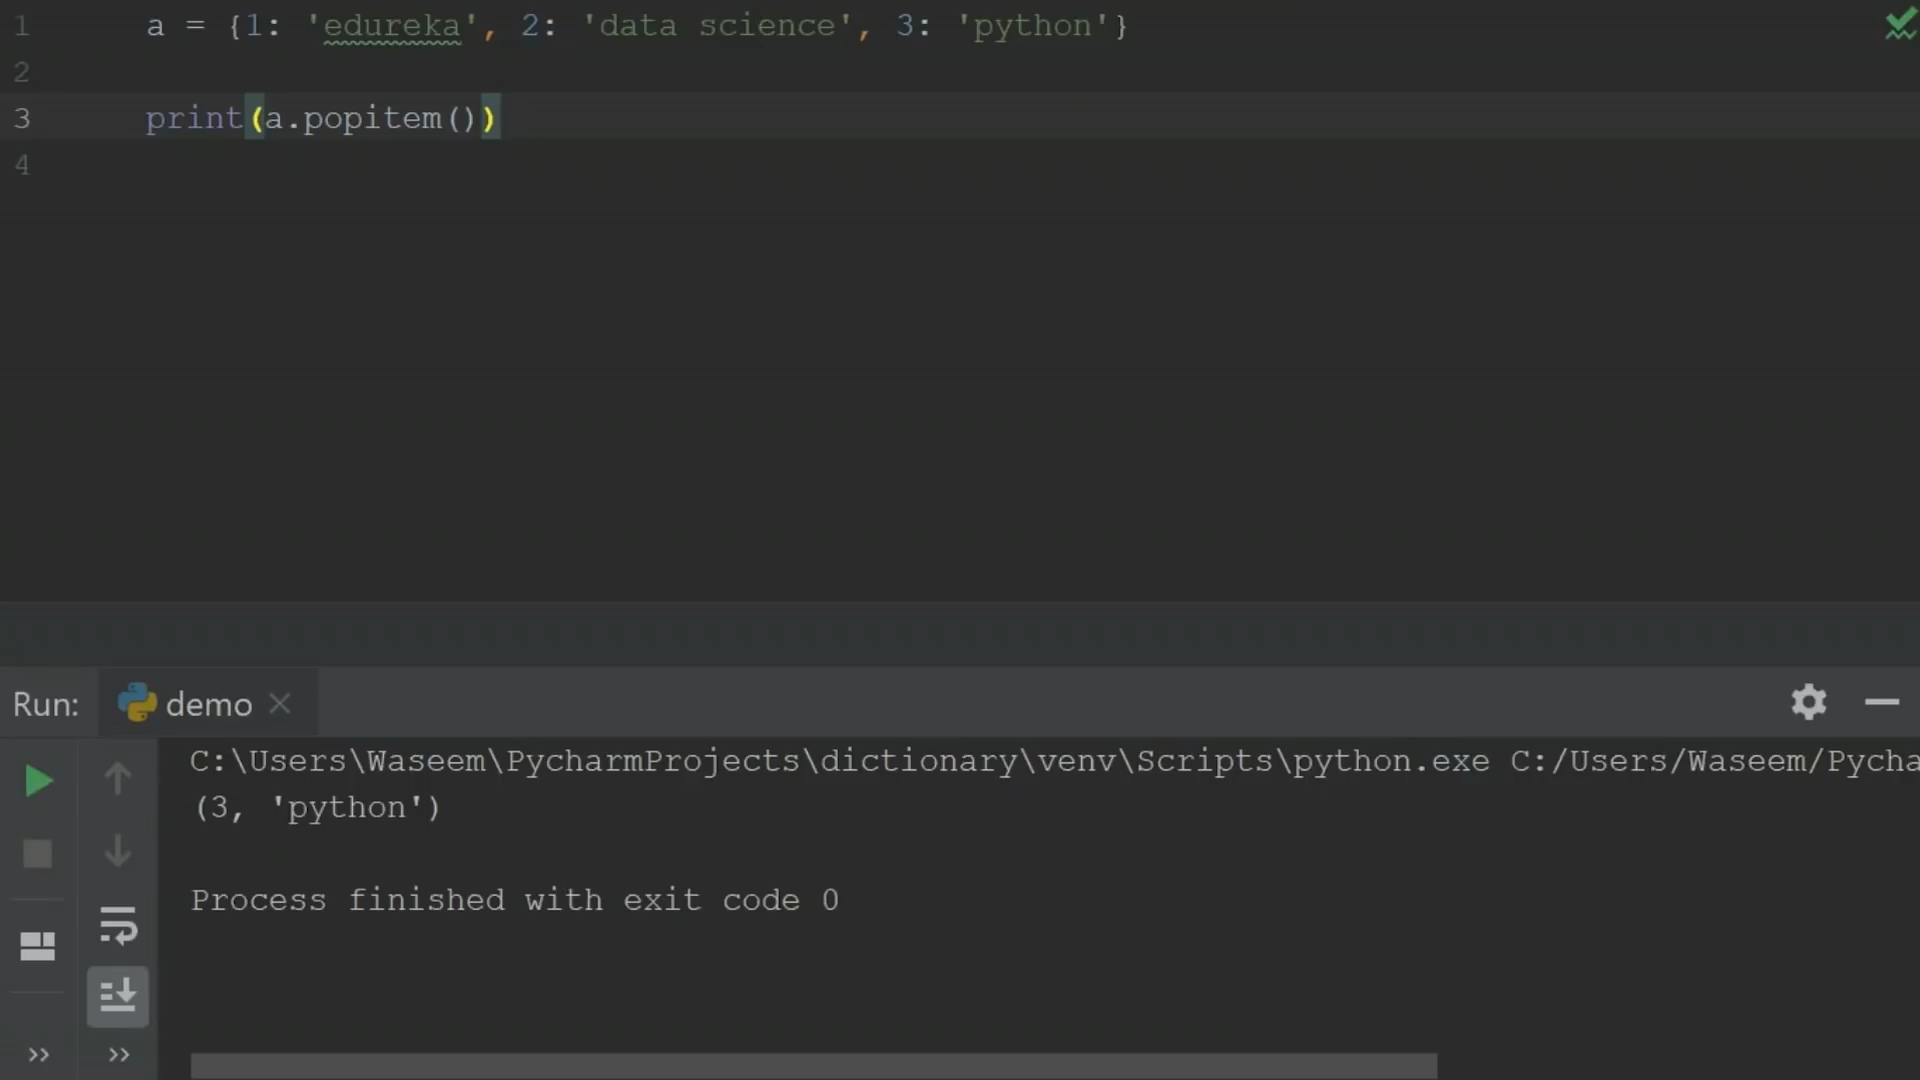 1 a = {1: 'edureka', 2: 'data science', 3: 'python'}
2
3 print(a.popitem())
4
Run: demo
C:\Users\Waseem\PycharmProjects\dictionary\venv\Scripts\python.exe C:/Users/Waseem/Pycha
(3, 'python')
Process finished with exit code 0